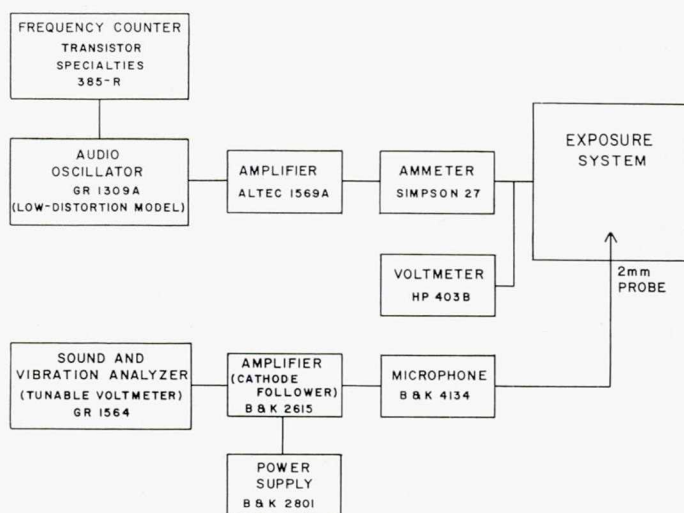 FREQUENCY COUNTER
TRANSISTOR
SPECIALTIES
385-R
AUDIO
OSCILLATOR
GR 1309A
(LOW-DISTORTION MODEL)
AMPLIFIER
ALTEC 1569A
AMMETER
SIMPSON 27
EXPOSURE
SYSTEM
VOLTMETER
HP 403B
2mm
PROBE
SOUND AND
VIBRATION ANALYZER
(TUNABLE VOLTMETER)
GR 1564
AMPLIFIER
(CATHODE
FOLLOWER)
B & K 2615
MICROPHONE
B & K 4134
POWER
SUPPLY
B & K 2801